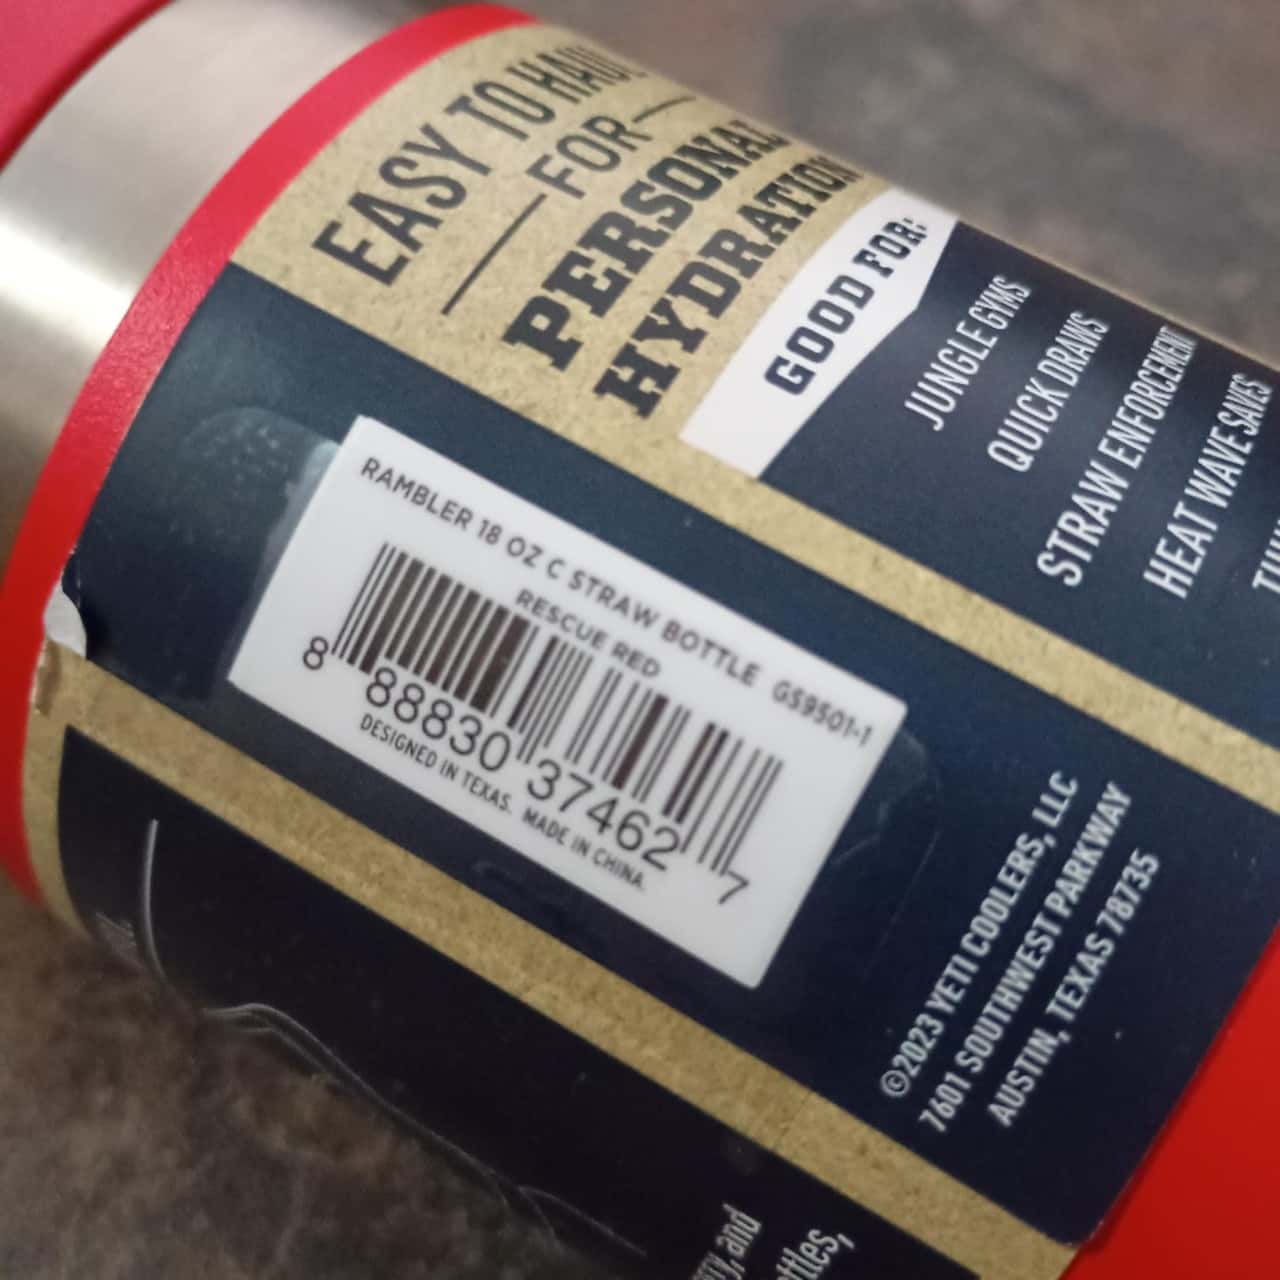 EASY TO HAUL
FOR
PERSONAL
HYDRATION
GOOD FOR:
JUNGLE GYMS
QUICK DRAWS
STRAW ENFORCEMENT
HEAT WAVE SAVES
RAMBLER 18 OZ C STRAW BOTTLE GS9501-1
RESCUE RED
8 88830 37462 7
DESIGNED IN TEXAS. MADE IN CHINA.
©2023 YETI COOLERS, LLC
7601 SOUTHWEST PARKWAY
AUSTIN, TEXAS 78735
and